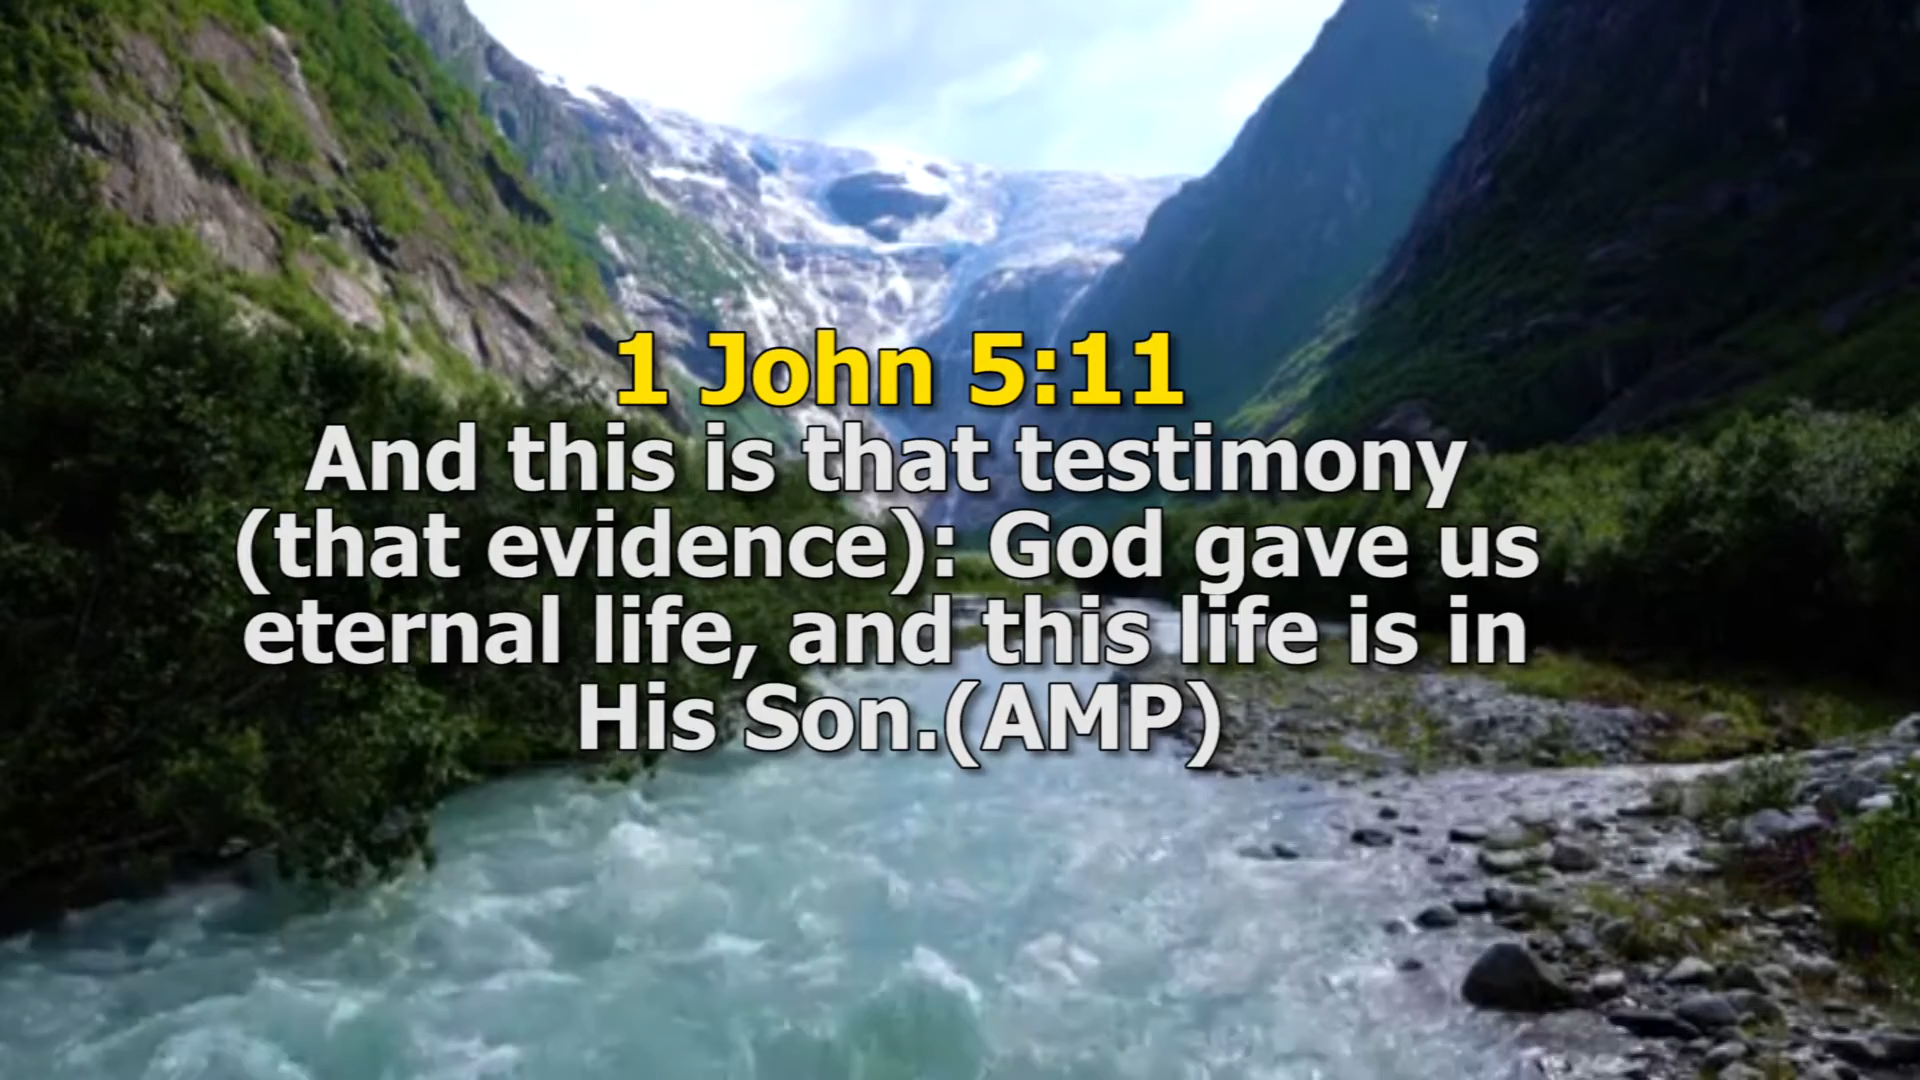 1 John 5:11
And this is that testimony
(that evidence): God gave us
eternal life, and this life is in
His Son.(AMP)